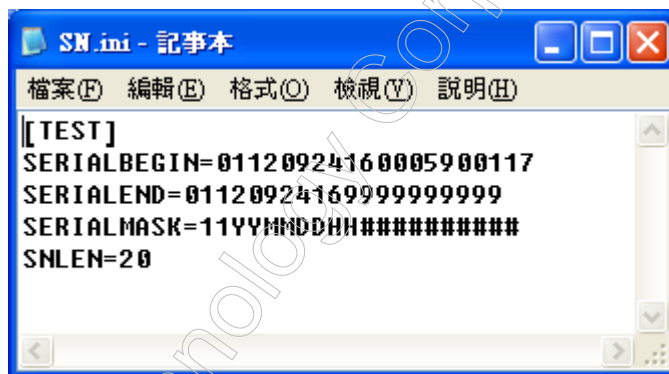 SN.ini - 記事本
檔案(F) 編輯(E) 格式(O) 檢視(V) 說明(H)
[TEST]
SERIALBEGIN=01120924160005900117
SERIALEND=01120924169999999999
SERIALMASK=11YYMMDDHH##########
SNLEN=20